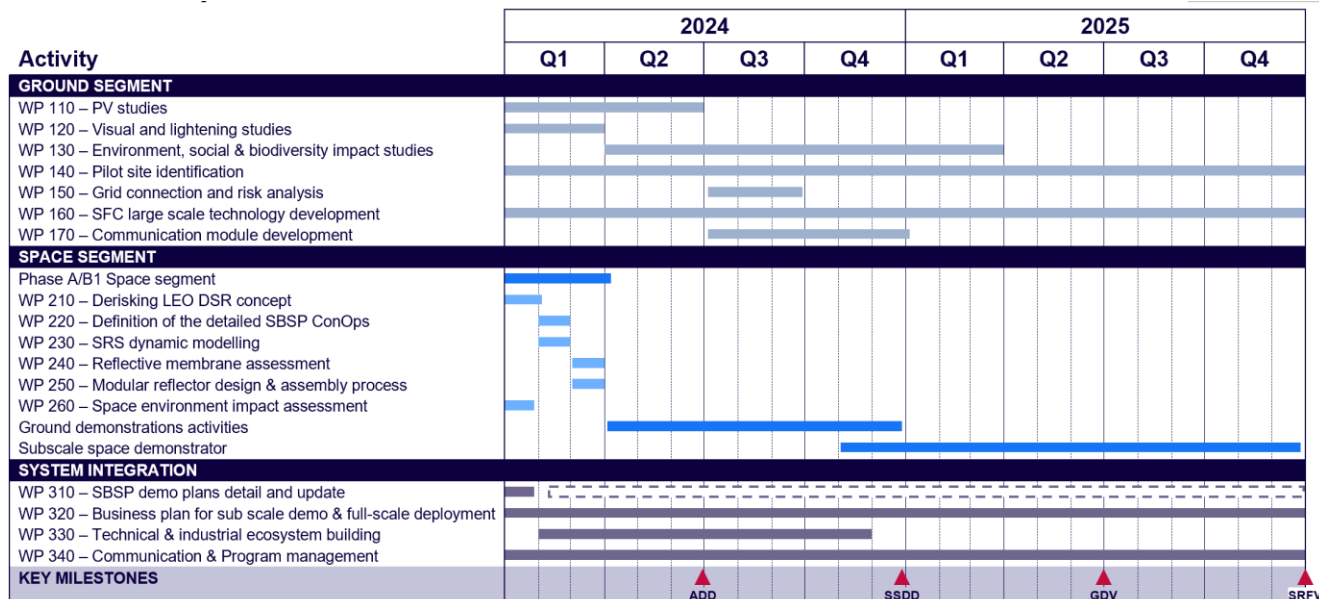 2024 2025
Activity Q1 Q2 Q3 Q4 Q1 Q2 Q3 Q4
GROUND SEGMENT
WP 110 – PV studies
WP 120 – Visual and lightening studies
WP 130 – Environment, social & biodiversity impact studies
WP 140 – Pilot site identification
WP 150 – Grid connection and risk analysis
WP 160 – SFC large scale technology development
WP 170 – Communication module development
SPACE SEGMENT
Phase A/B1 Space segment
WP 210 – Derisking LEO DSR concept
WP 220 – Definition of the detailed SBSP ConOps
WP 230 – SRS dynamic modelling
WP 240 – Reflective membrane assessment
WP 250 – Modular reflector design & assembly process
WP 260 – Space environment impact assessment
Ground demonstrations activities
Subscale space demonstrator
SYSTEM INTEGRATION
WP 310 – SBSP demo plans detail and update
WP 320 – Business plan for sub scale demo & full-scale deployment
WP 330 – Technical & industrial ecosystem building
WP 340 – Communication & Program management
KEY MILESTONES
ADD SSDD GDV SRFV